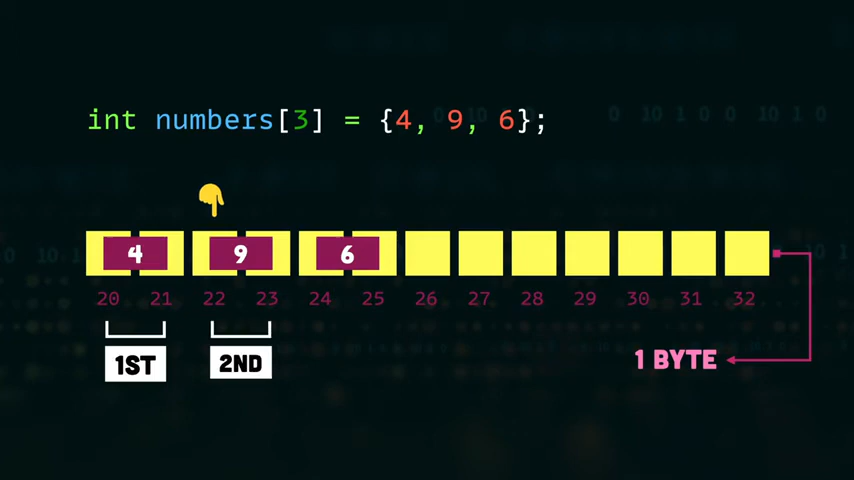 int numbers[3] = {4, 9, 6};
4 9 6
20 21 22 23 24 25 26 27 28 29 30 31 32
1ST 2ND 1 BYTE